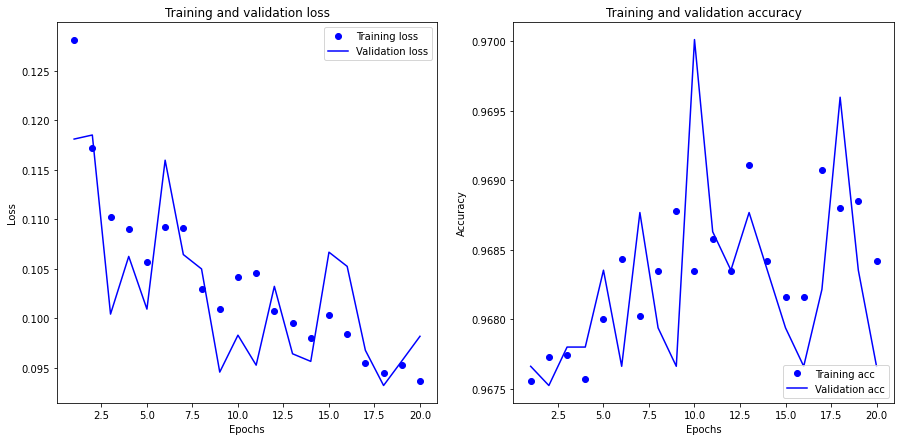 Training and validation loss
Training loss
Validation loss
0.125
0.120
0.115
0.110
0.105
0.100
0.095
Loss
2.5 5.0 7.5 10.0 12.5 15.0 17.5 20.0
Epochs
Training and validation accuracy
0.9700
0.9695
0.9690
0.9685
0.9680
0.9675
Accuracy
Training acc
Validation acc
2.5 5.0 7.5 10.0 12.5 15.0 17.5 20.0
Epochs